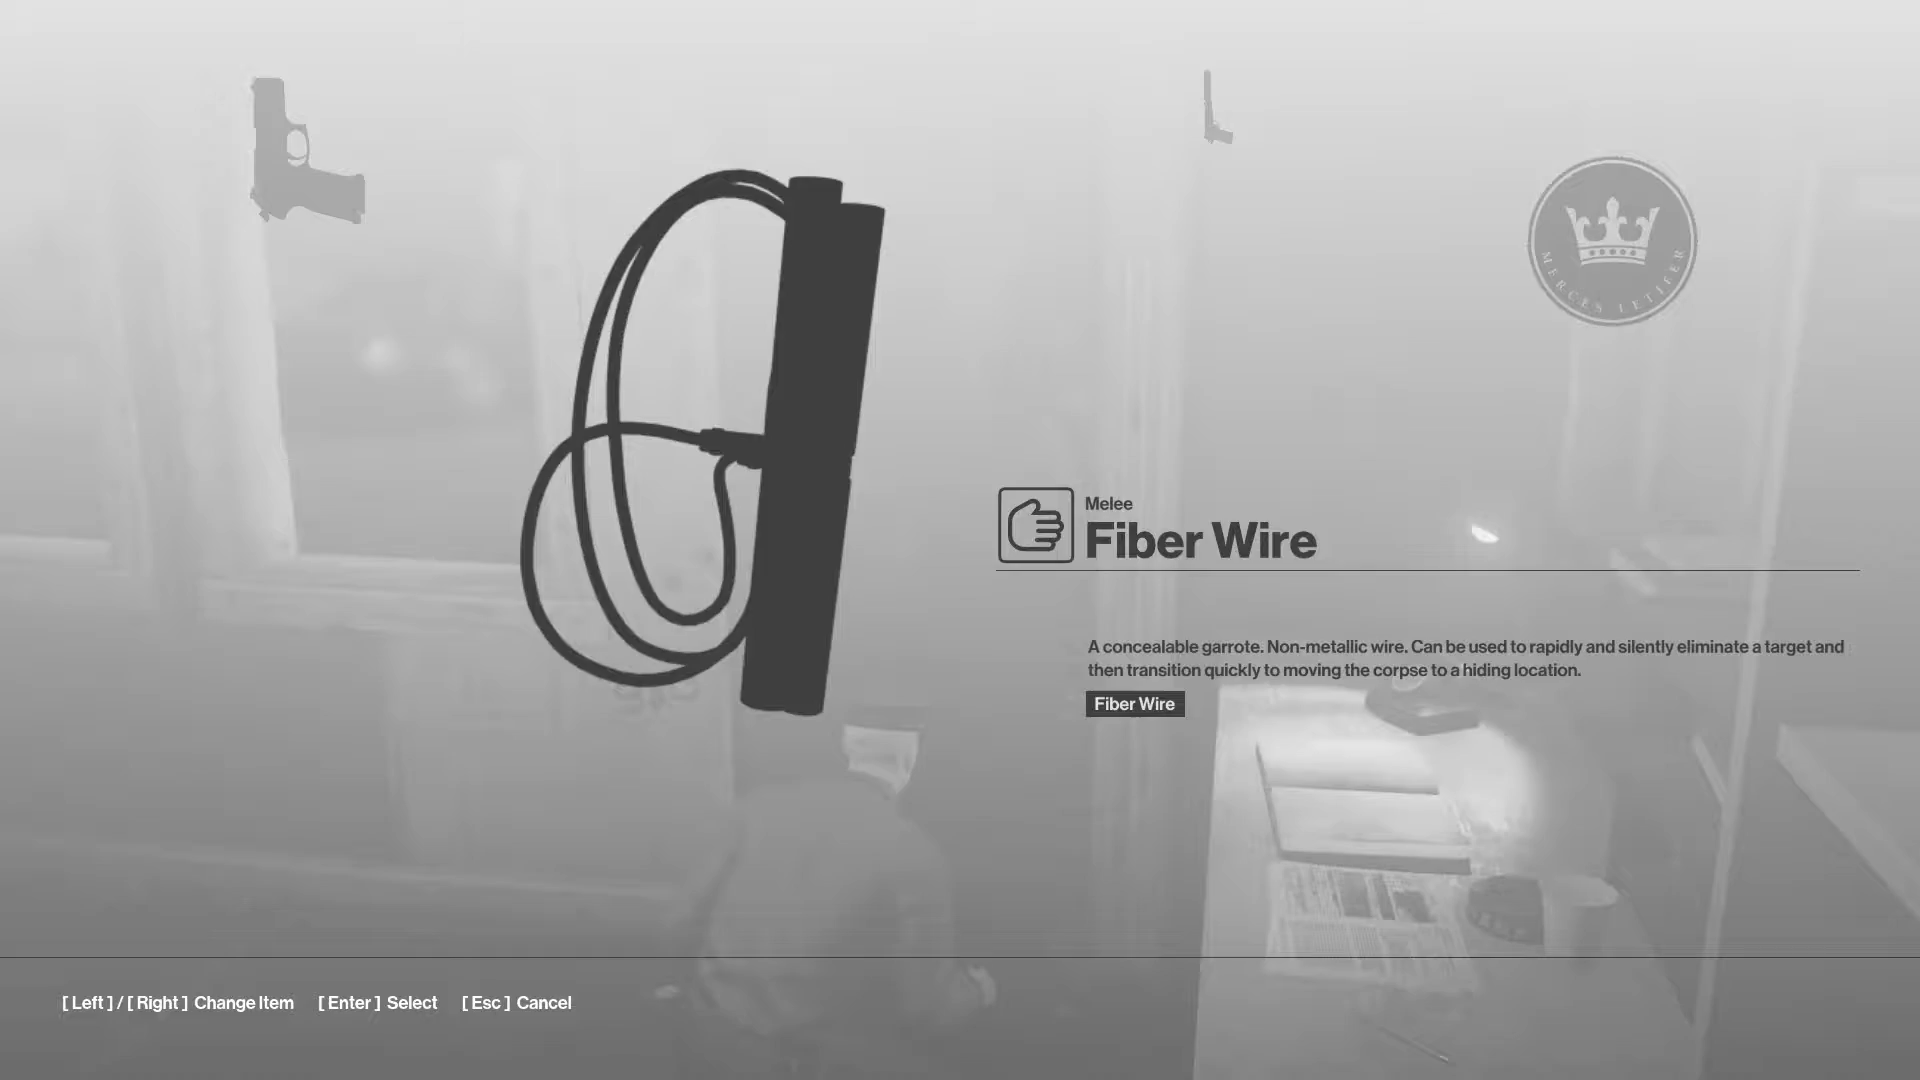 MERCES LETIFER
Melee
Fiber Wire
A concealable garrote. Non-metallic wire. Can be used to rapidly and silently eliminate a target and
then transition quickly to moving the corpse to a hiding location.
Fiber Wire
[ Left ] / [ Right ] Change Item [ Enter ] Select [ Esc ] Cancel